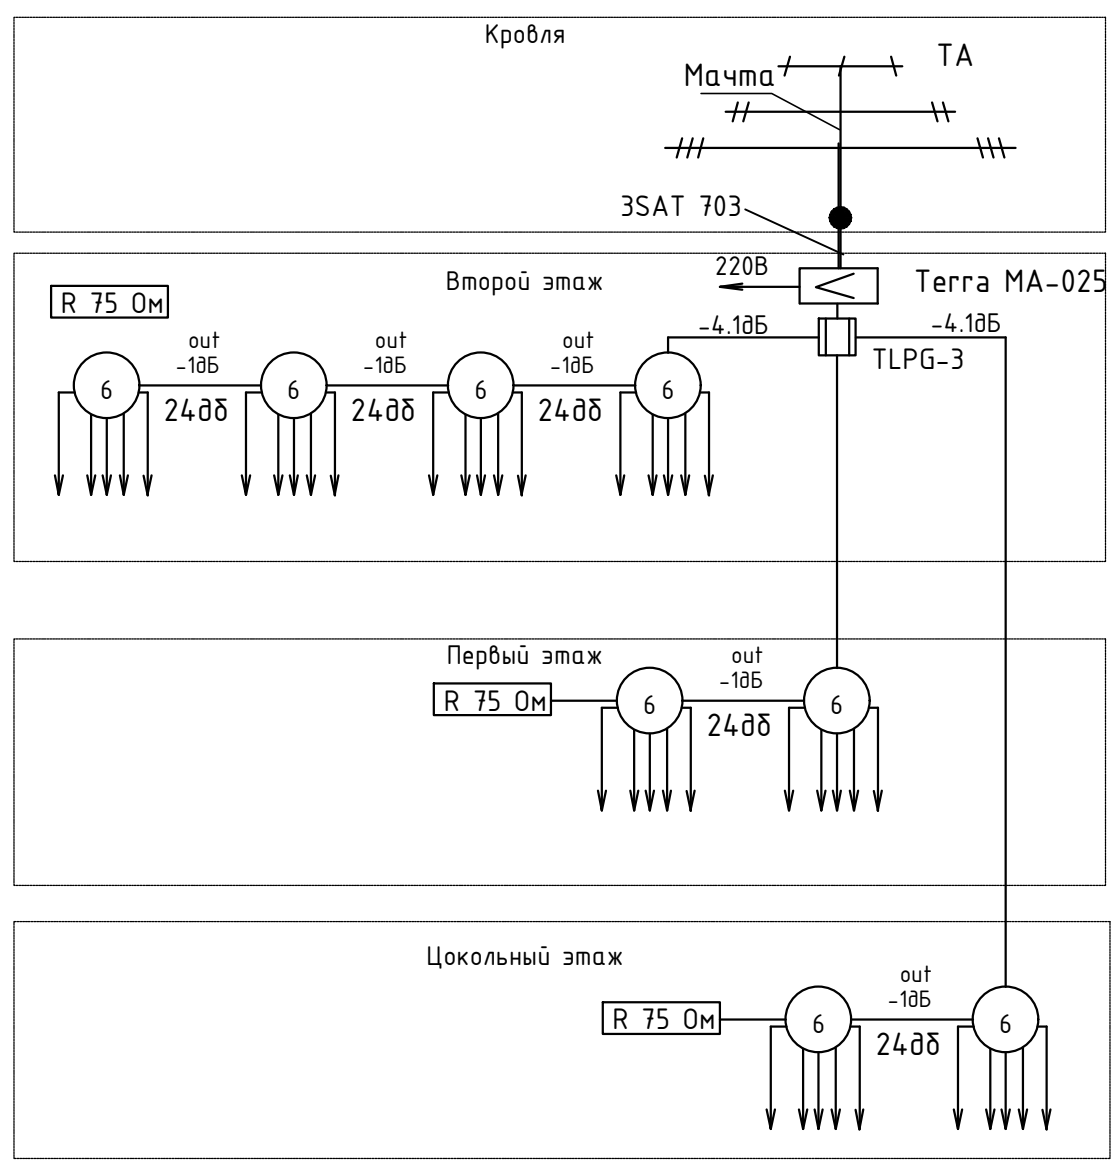 Кровля
ТА
Мачта
3SAT 703
220В
Второй этаж
Terra MA-025
R 75 Ом
-4.1дБ
-4.1дБ
TLPG-3
out
-1дБ
out
-1дБ
out
-1дБ
6
6
6
6
24дб
24дб
24дб
Первый этаж
out
-1дБ
R 75 Ом
6
6
24дб
Цокольный этаж
out
-1дБ
R 75 Ом
6
6
24дб